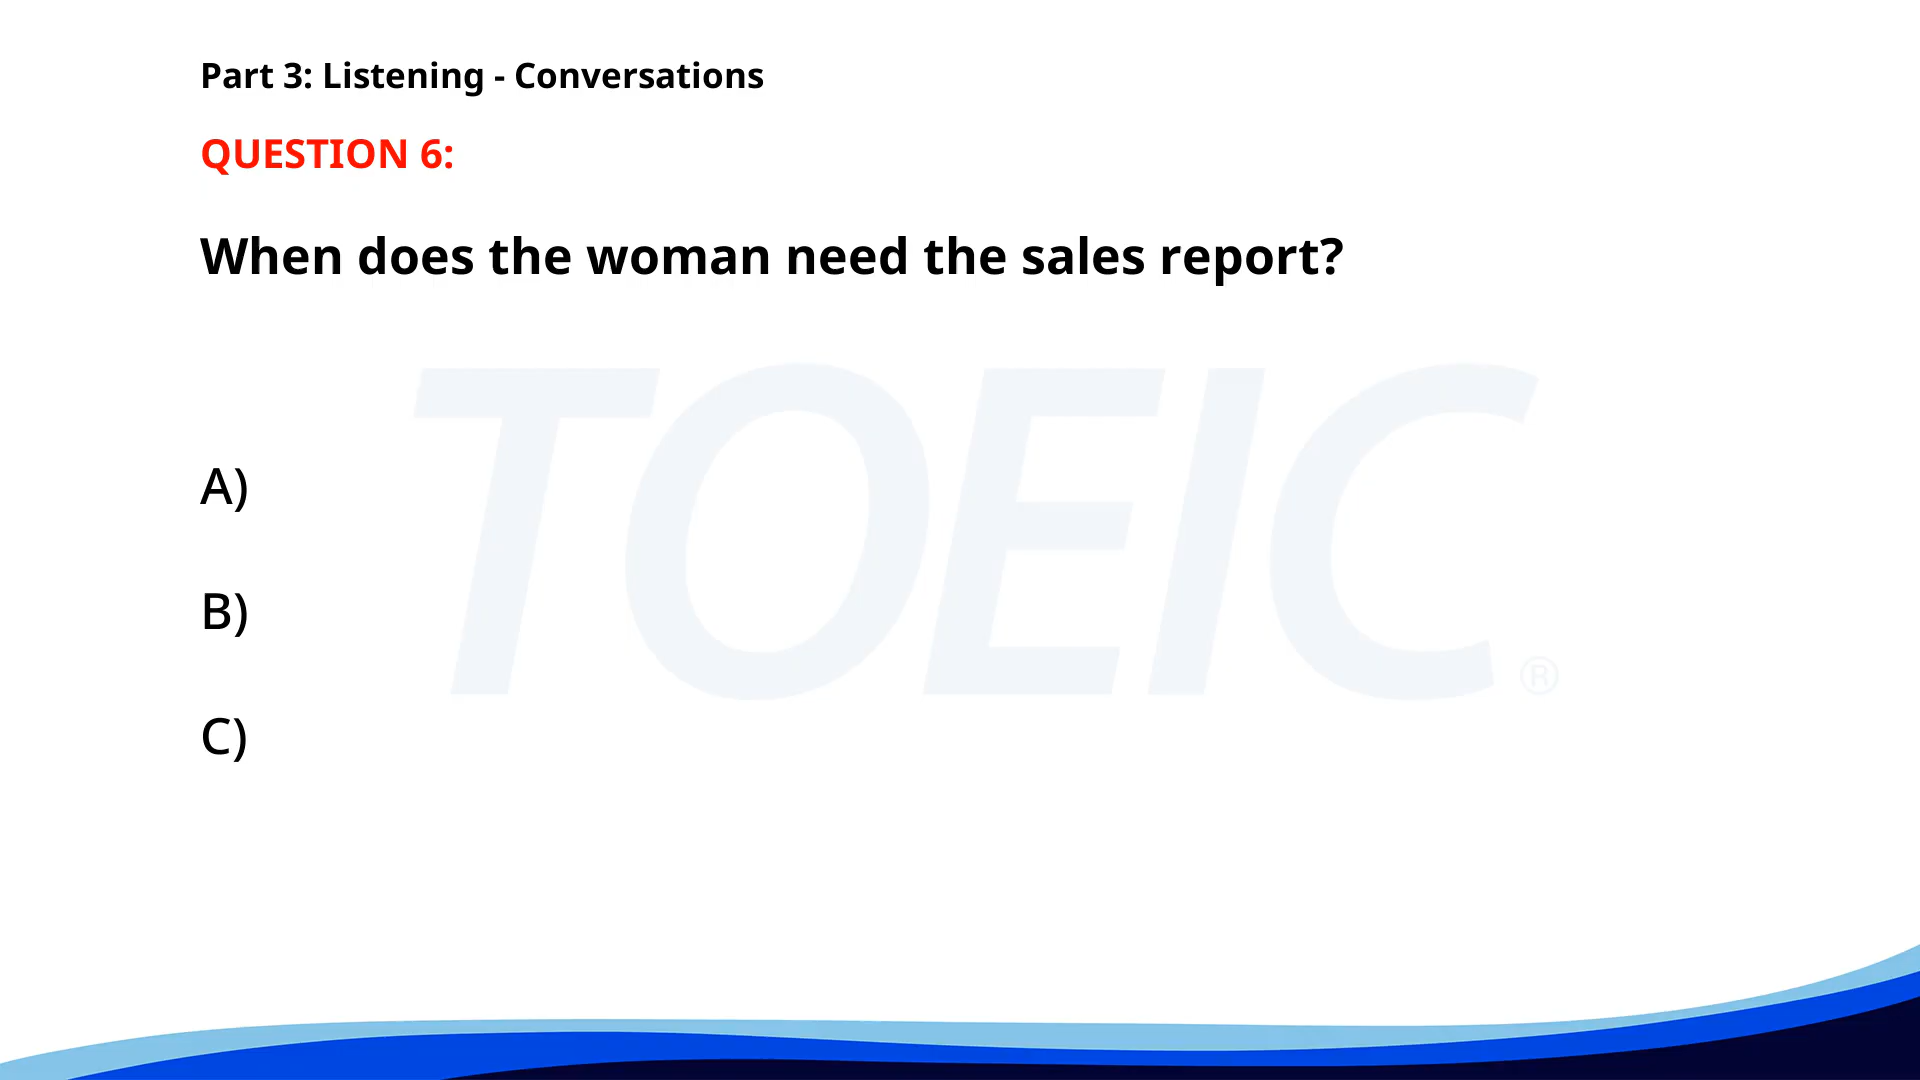 Part 3: Listening - Conversations
QUESTION 6:
When does the woman need the sales report?
TOEIC®
A)
B)
C)